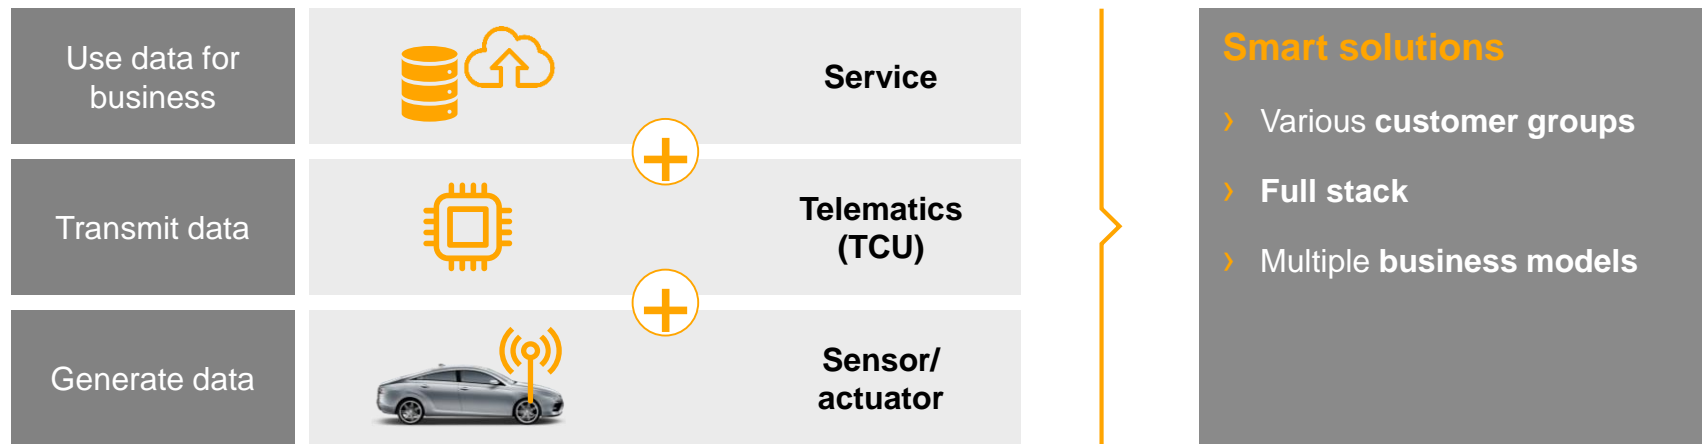 Use data for
business
Service
Transmit data
Telematics
(TCU)
Generate data
Sensor/
actuator
Smart solutions
› Various customer groups
› Full stack
› Multiple business models